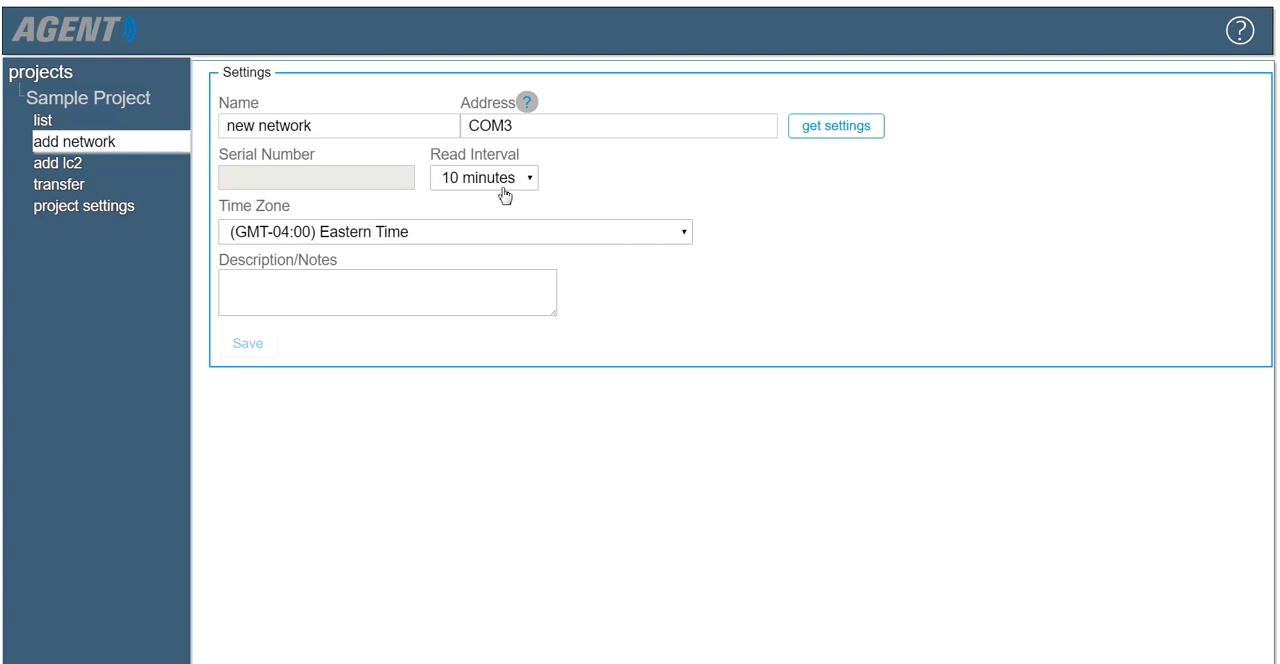 AGENT
?
projects
Sample Project
list
add network
add lc2
transfer
project settings
Settings
Name Address ?
new network COM3 get settings
Serial Number Read Interval
10 minutes
Time Zone
(GMT-04:00) Eastern Time
Description/Notes
Save